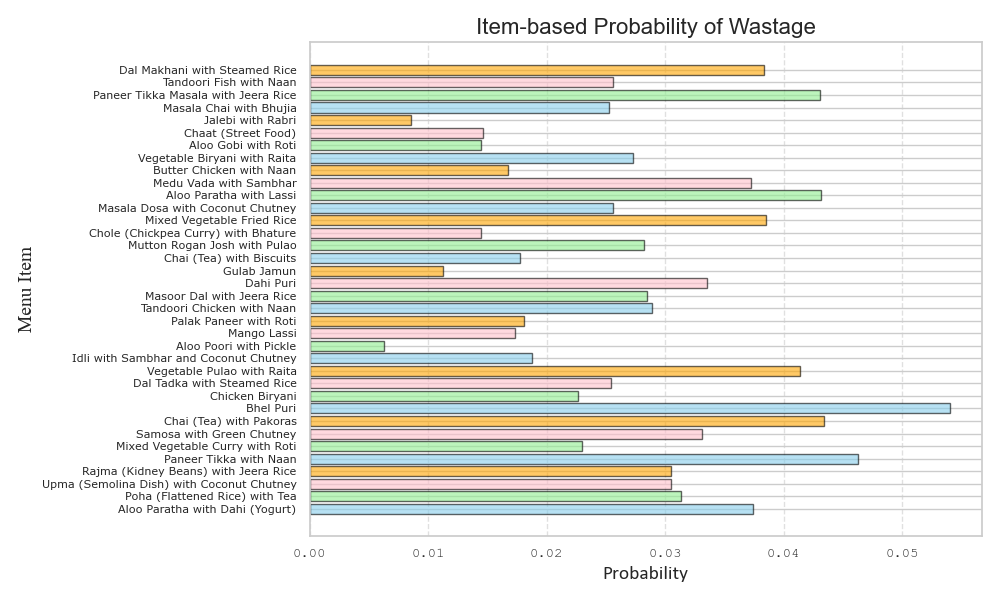 Item-based Probability of Wastage
Menu Item
Dal Makhani with Steamed Rice
Tandoori Fish with Naan
Paneer Tikka Masala with Jeera Rice
Masala Chai with Bhujia
Jalebi with Rabri
Chaat (Street Food)
Aloo Gobi with Roti
Vegetable Biryani with Raita
Butter Chicken with Naan
Medu Vada with Sambhar
Aloo Paratha with Lassi
Masala Dosa with Coconut Chutney
Mixed Vegetable Fried Rice
Chole (Chickpea Curry) with Bhature
Mutton Rogan Josh with Pulao
Chai (Tea) with Biscuits
Gulab Jamun
Dahi Puri
Masoor Dal with Jeera Rice
Tandoori Chicken with Naan
Palak Paneer with Roti
Mango Lassi
Aloo Poori with Pickle
Idli with Sambhar and Coconut Chutney
Vegetable Pulao with Raita
Dal Tadka with Steamed Rice
Chicken Biryani
Bhel Puri
Chai (Tea) with Pakoras
Samosa with Green Chutney
Mixed Vegetable Curry with Roti
Paneer Tikka with Naan
Rajma (Kidney Beans) with Jeera Rice
Upma (Semolina Dish) with Coconut Chutney
Poha (Flattened Rice) with Tea
Aloo Paratha with Dahi (Yogurt)
0.00 0.01 0.02 0.03 0.04 0.05
Probability